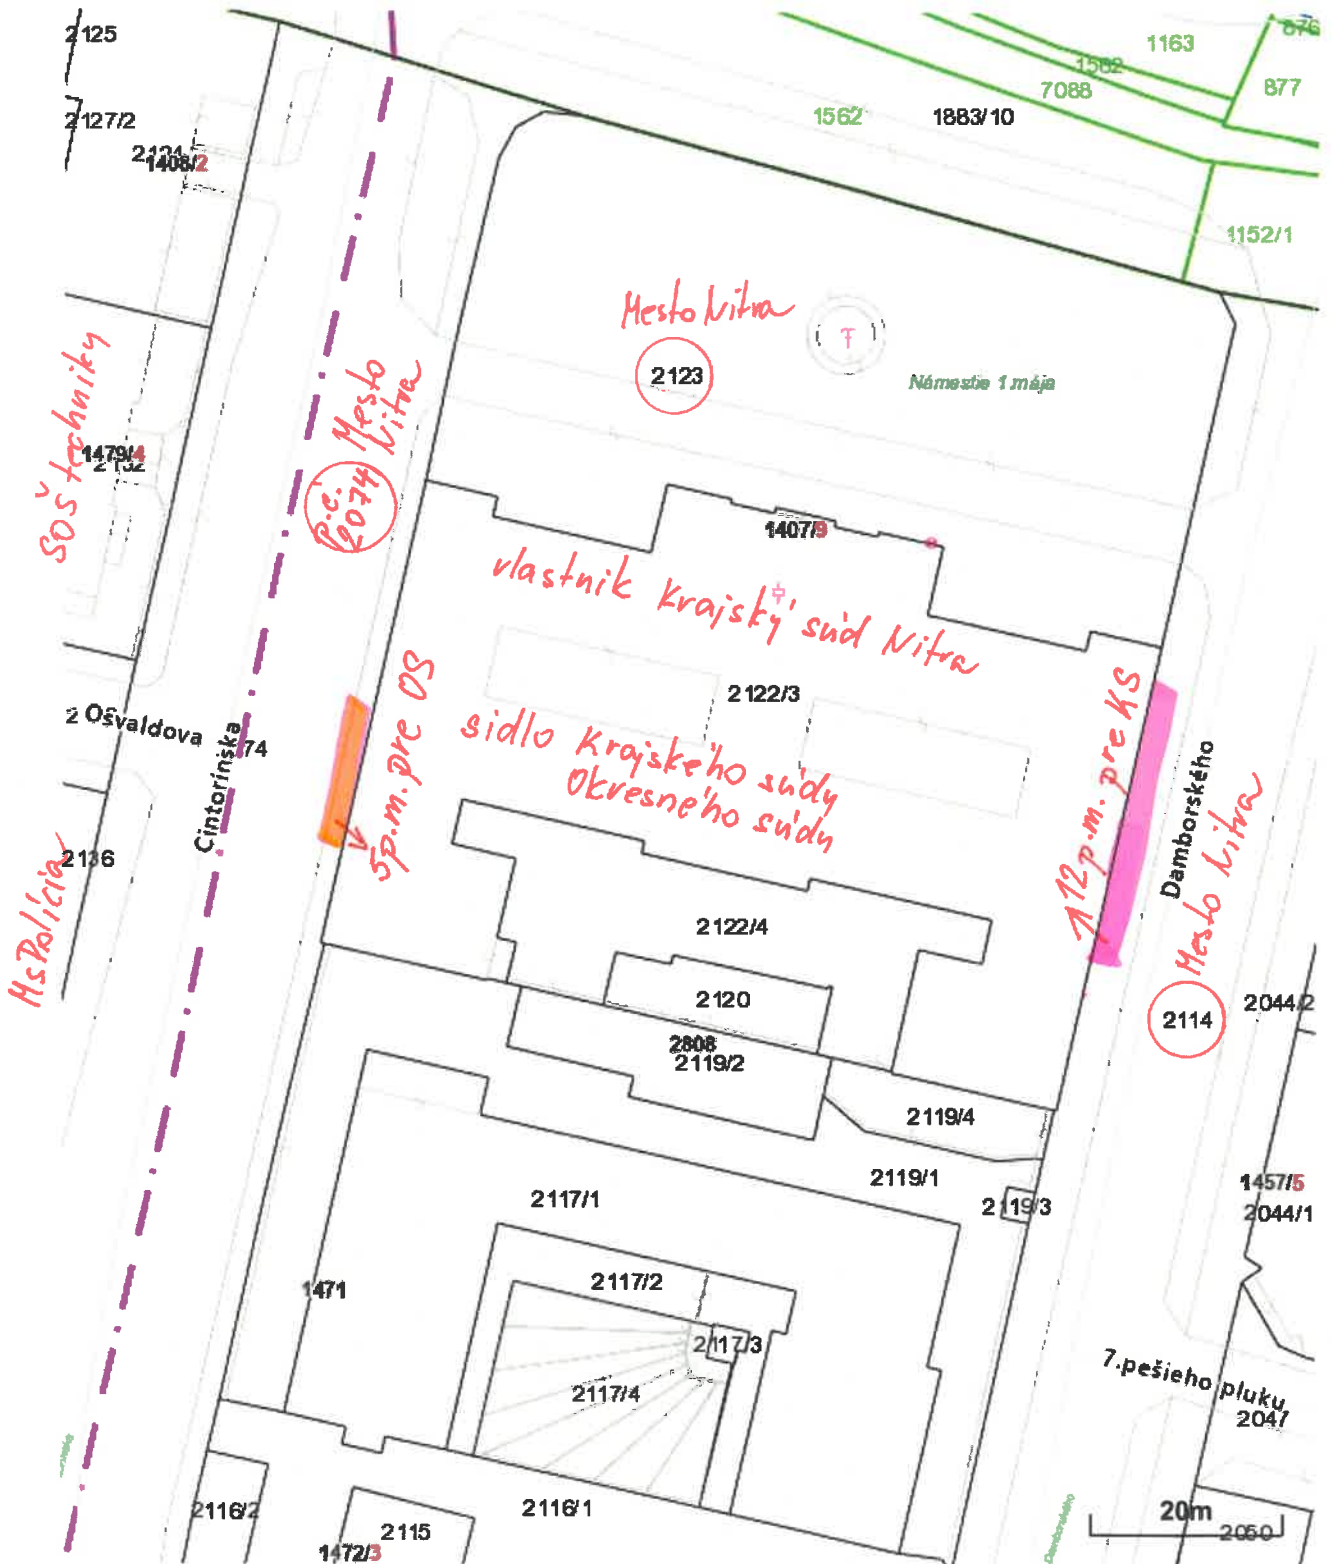 2125
1163
876
1562
7088
877
2127/2
1562
1883/10
1408/2
1152/1
Mesto Nitra
2123
Námestie 1 mája
SOŠ techniky
Mesto
Nitra
p.č.
2074
1479/4
2132
1407/9
vlastnik Krajský súd Nitra
2122/3
5p.m. pre OS
12 p.m. pre KS
Osvaldova
74
Cintorínska
sídlo Krajského súdu
Okresného súdu
Damborského
Mesto Nitra
2136
MsPolícia
2122/4
2120
2114
2044/2
2808
2119/2
2119/4
2119/1
2119/3
1457/5
2044/1
2117/1
2117/2
1471
2117/3
2117/4
7.pešieho pluku
2047
2116/2
2116/1
2115
1472/3
Damborského
20m
2050